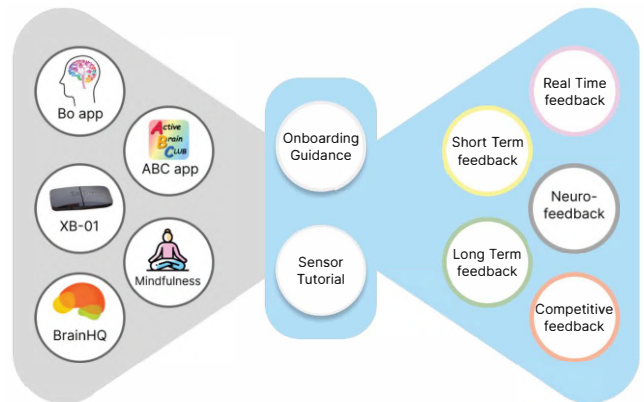 Bo app
Active
Brain
Club
ABC app
XB-01
Mindfulness
BrainHQ
Onboarding
Guidance
Sensor
Tutorial
Real Time
feedback
Short Term
feedback
Neuro-
feedback
Long Term
feedback
Competitive
feedback